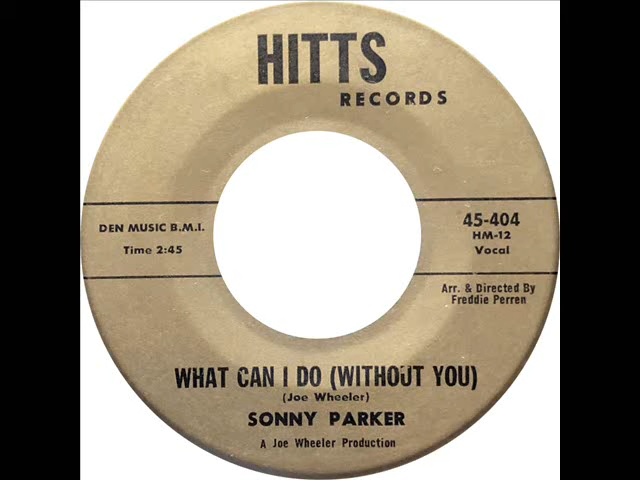 HITTS
RECORDS
DEN MUSIC B.M.I.
Time 2:45
45-404
HM-12
Vocal
Arr. & Directed By
Freddie Perren
WHAT CAN I DO (WITHOUT YOU)
(Joe Wheeler)
SONNY PARKER
A Joe Wheeler Production